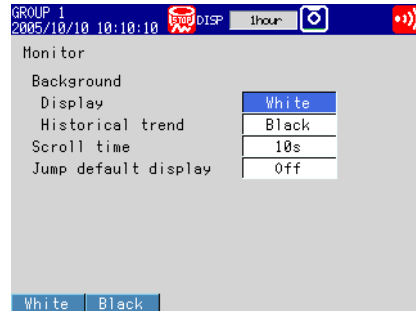 GROUP 1
2005/10/10 10:10:10 STOP DISP 1hour
Monitor
Background
Display White
Historical trend Black
Scroll time 10s
Jump default display Off
White Black